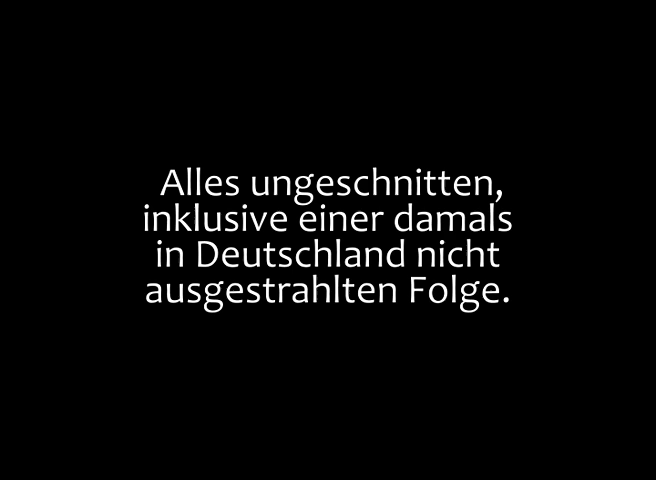 Alles ungeschnitten,
inklusive einer damals
in Deutschland nicht
ausgestrahlten Folge.